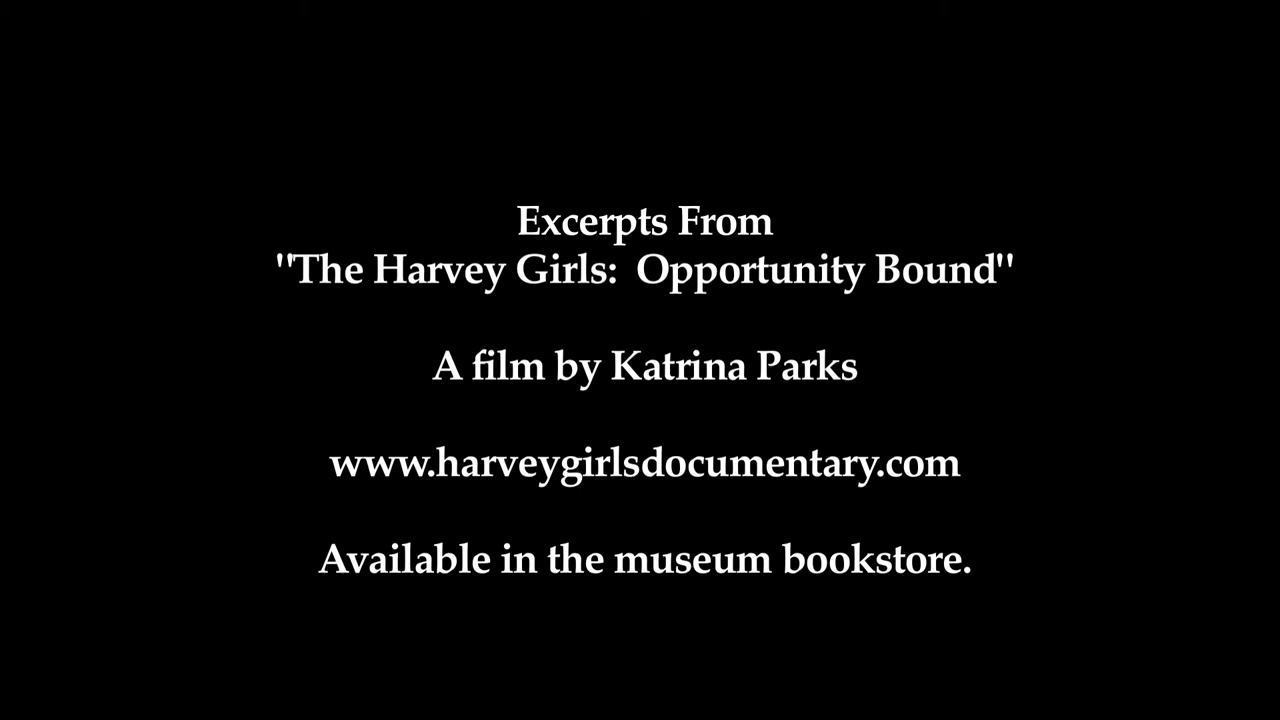 Excerpts From
"The Harvey Girls:  Opportunity Bound"
A film by Katrina Parks
www.harveygirlsdocumentary.com
Available in the museum bookstore.